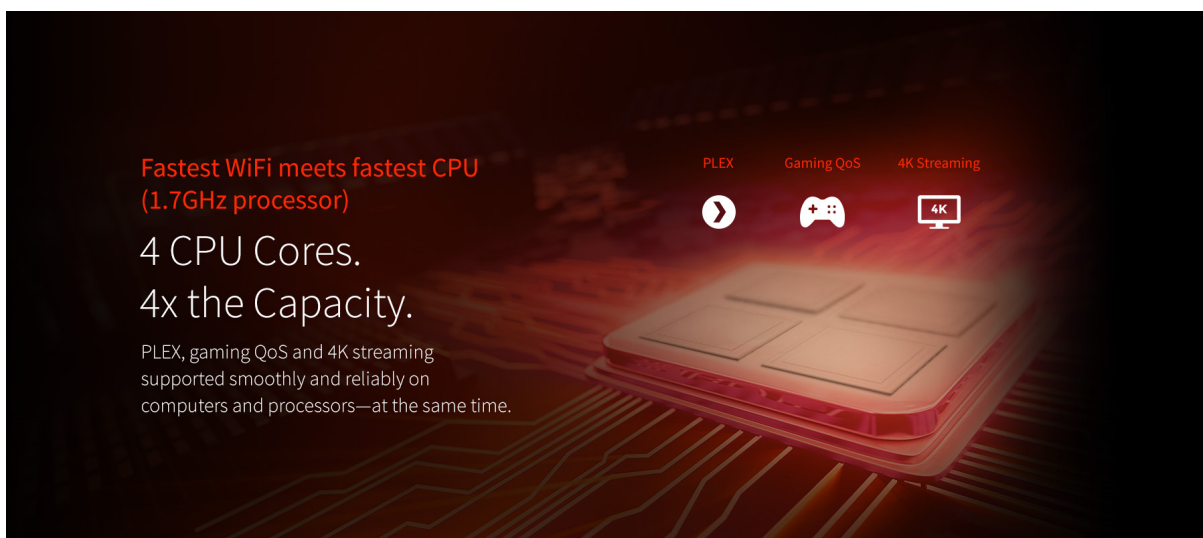 Fastest WiFi meets fastest CPU
(1.7GHz processor)
4 CPU Cores.
4x the Capacity.
PLEX, gaming QoS and 4K streaming
supported smoothly and reliably on
computers and processors—at the same time.
PLEX
Gaming QoS
4K Streaming
4K